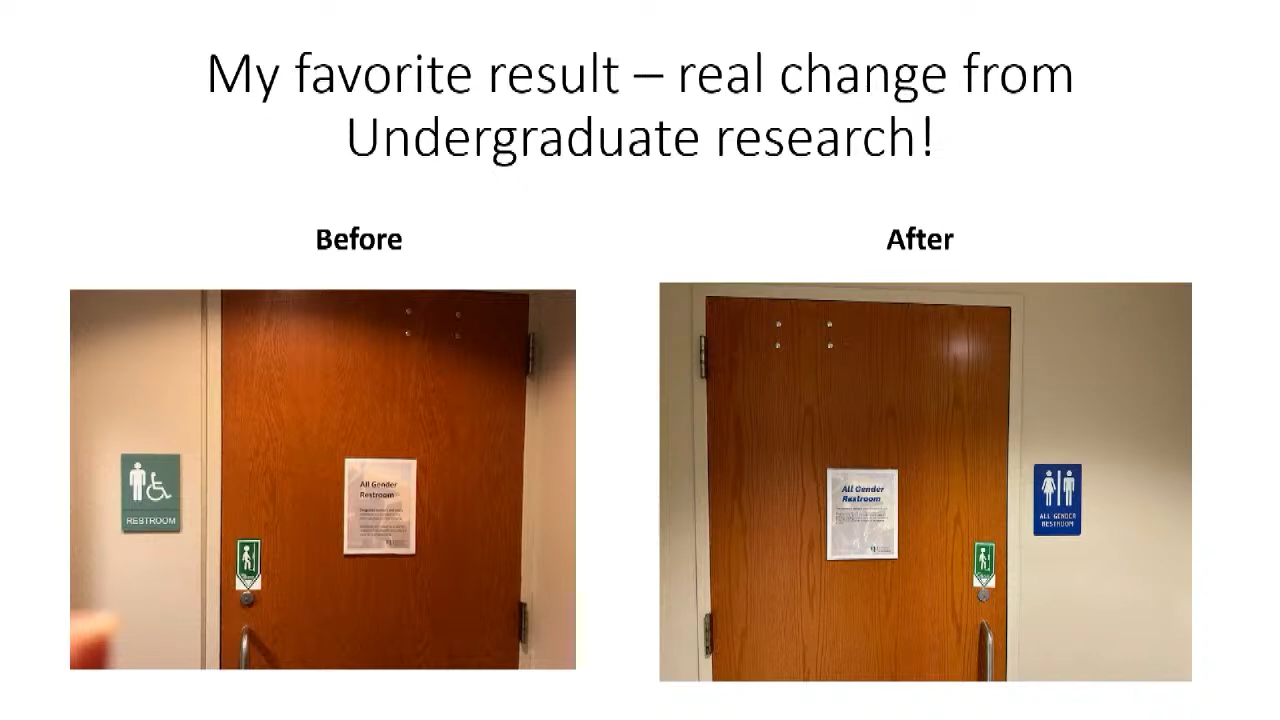 My favorite result – real change from
Undergraduate research!
Before
After
RESTROOM
All Gender
Restroom
All Gender
Restroom
ALL GENDER
RESTROOM